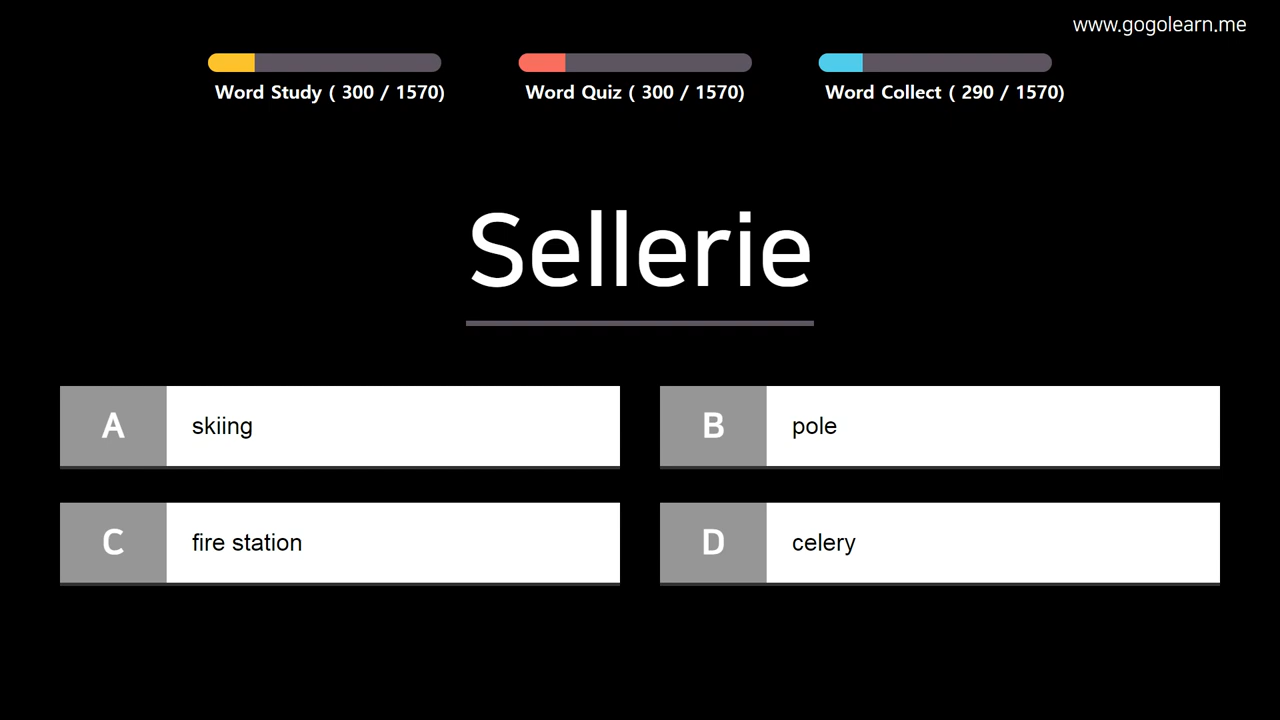 www.gogolearn.me
Word Study ( 300 / 1570)
Word Quiz ( 300 / 1570)
Word Collect ( 290 / 1570)
Sellerie
A skiing
B pole
C fire station
D celery